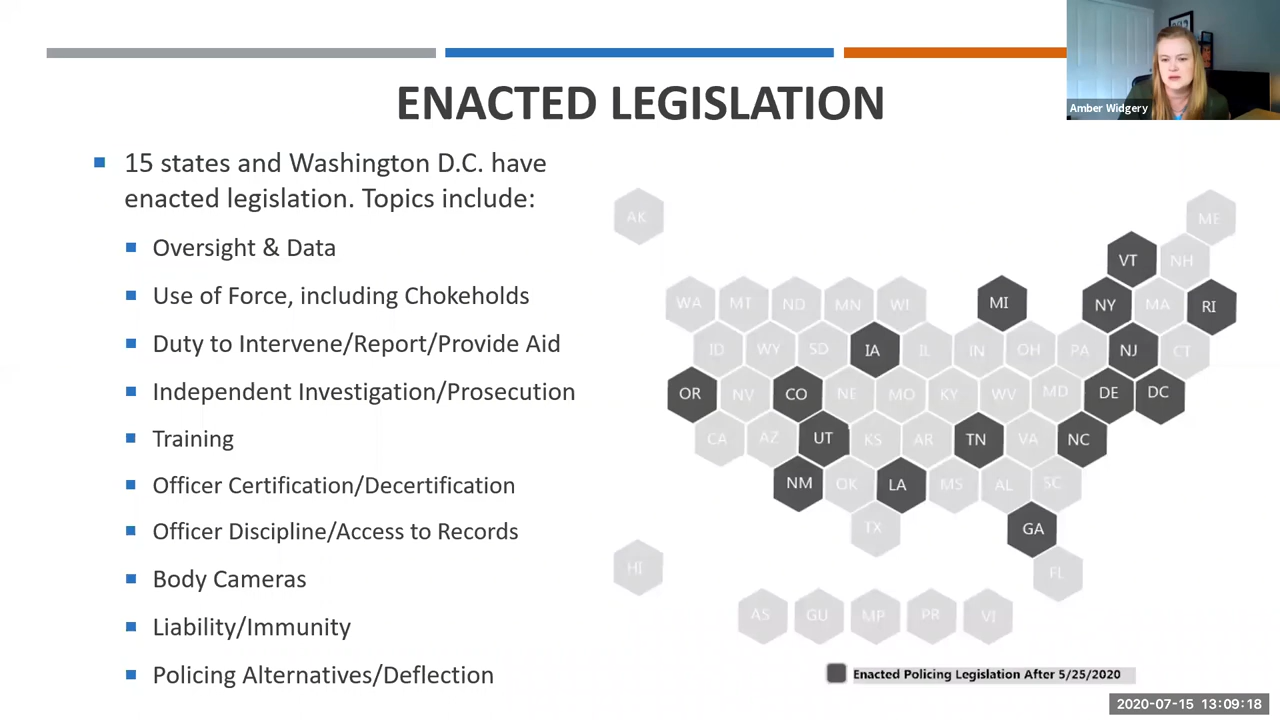 Amber Widgery
ENACTED LEGISLATION
15 states and Washington D.C. have
enacted legislation. Topics include:
Oversight & Data
Use of Force, including Chokeholds
Duty to Intervene/Report/Provide Aid
Independent Investigation/Prosecution
Training
Officer Certification/Decertification
Officer Discipline/Access to Records
Body Cameras
Liability/Immunity
Policing Alternatives/Deflection
AK ME
VT NH
WA MT ND MN WI MI NY MA RI
ID WY SD IA IL IN OH PA NJ CT
OR NV CO NE MO KY WV MD DE DC
CA AZ UT KS AR TN VA NC
NM OK LA MS AL SC
TX GA
HI FL
AS GU MP PR VI
Enacted Policing Legislation After 5/25/2020
2020-07-15 13:09:18